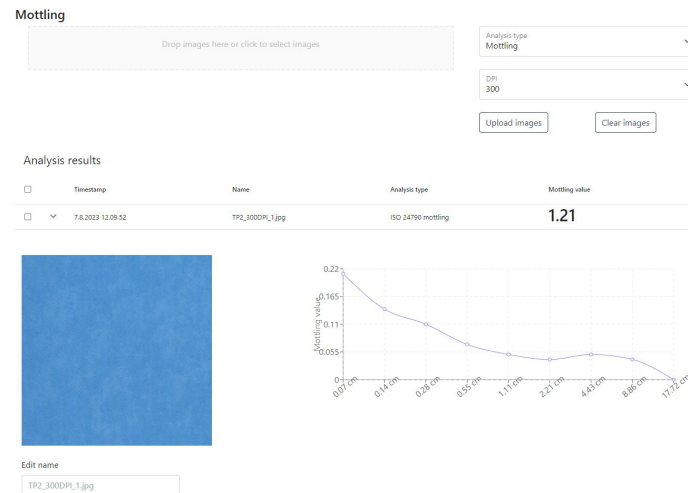 Mottling
Drop images here or click to select images
Analysis type
Mottling
DPI
300
Upload images
Clear images
Analysis results
Timestamp
Name
Analysis type
Mottling value
7.8.2023 12.09.52
TP2_300DPI_1.jpg
ISO 24790 mottling
1.21
Mottling value
0.22
0.165
0.11
0.055
0
0.07 cm
0.14 cm
0.28 cm
0.55 cm
1.11 cm
2.21 cm
4.43 cm
8.86 cm
17.72 cm
Edit name
TP2_300DPI_1.jpg